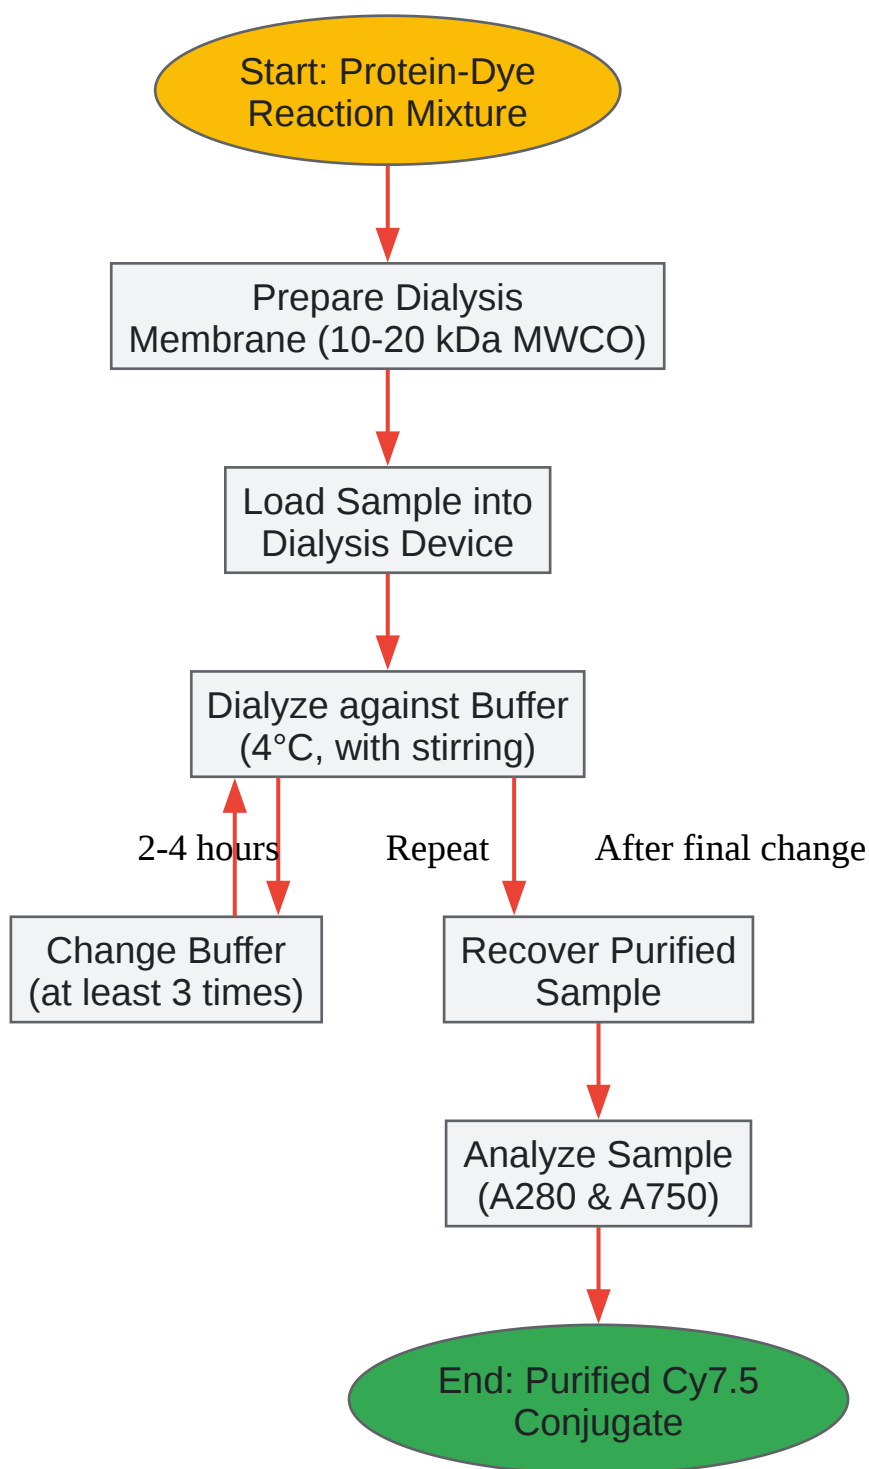 Start: Protein-Dye
Reaction Mixture
Prepare Dialysis
Membrane (10-20 kDa MWCO)
Load Sample into
Dialysis Device
Dialyze against Buffer
(4°C, with stirring)
2-4 hours
Repeat
After final change
Change Buffer
(at least 3 times)
Recover Purified
Sample
Analyze Sample
(A280 & A750)
End: Purified Cy7.5
Conjugate